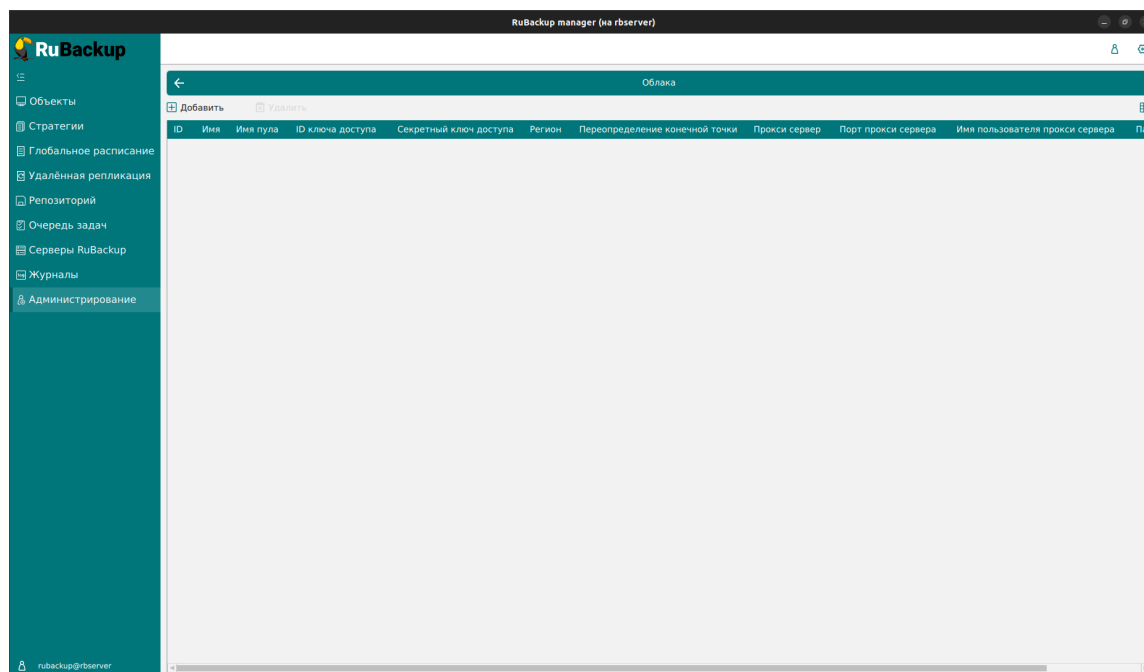 RuBackup manager (на rbserver)
RuBackup
Облака
Объекты
Стратегии
Глобальное расписание
Удалённая репликация
Репозиторий
Очередь задач
Серверы RuBackup
Журналы
Администрирование
Добавить Удалить
ID Имя Имя пула ID ключа доступа Секретный ключ доступа Регион Переопределение конечной точки Прокси сервер Порт прокси сервера Имя пользователя прокси сервера
rubackup@rbserver